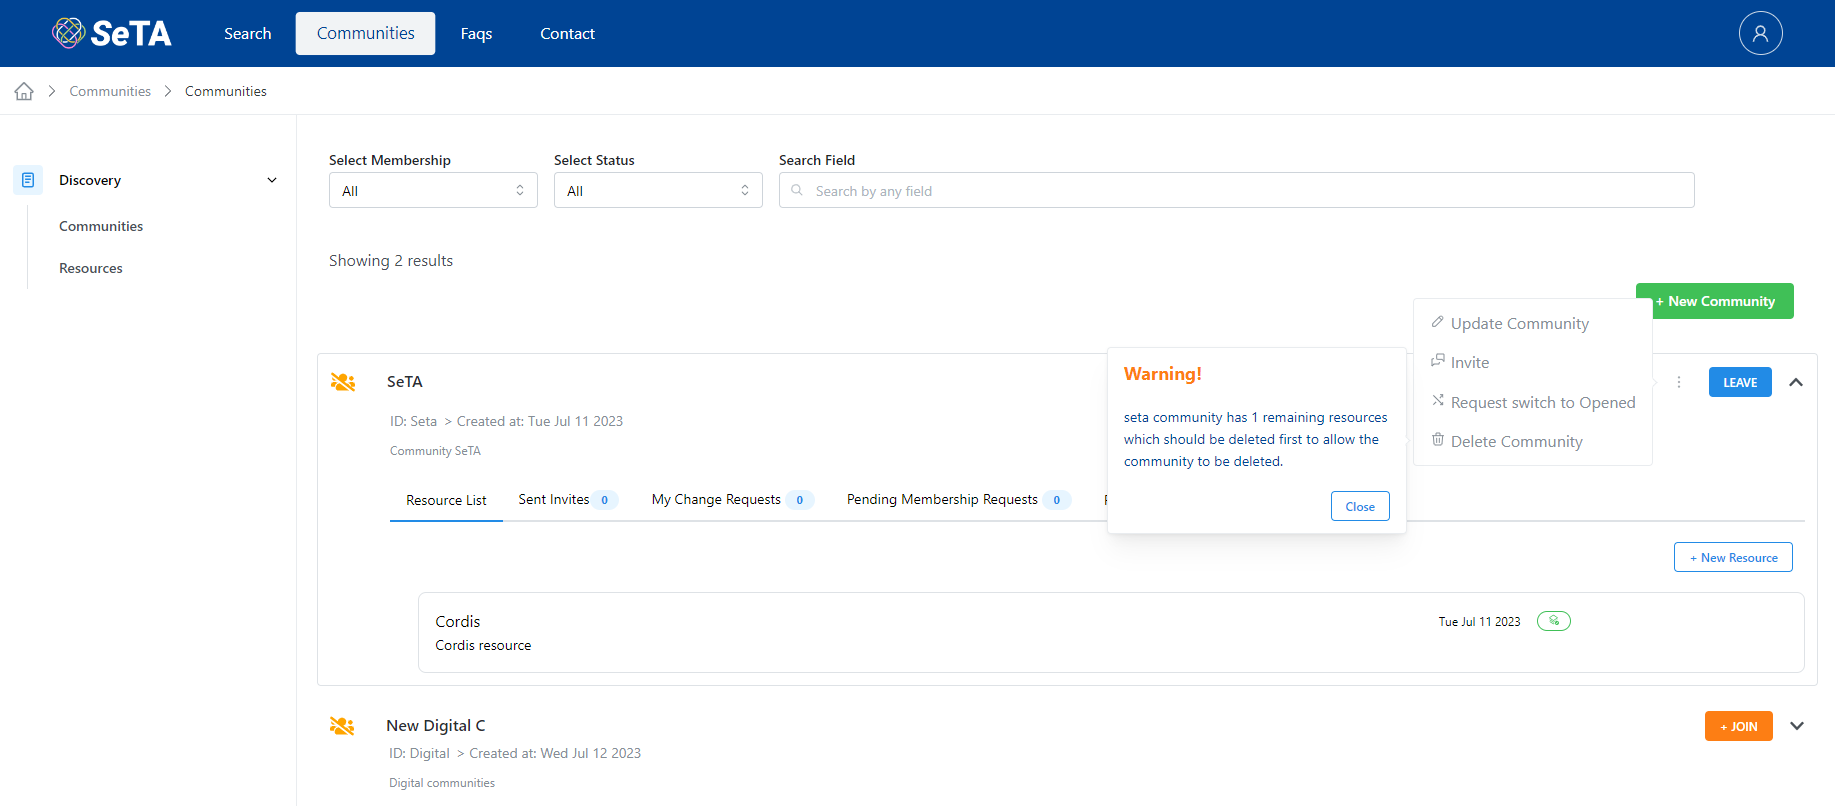 SeTA
Search
Communities
Faqs
Contact
Communities
Communities
Discovery
Communities
Resources
Select Membership
All
Select Status
All
Search Field
Search by any field
Showing 2 results
+ New Community
Update Community
Invite
Request switch to Opened
Delete Community
Warning!
seta community has 1 remaining resources
which should be deleted first to allow the
community to be deleted.
Close
SeTA
LEAVE
ID: Seta > Created at: Tue Jul 11 2023
Community SeTA
Resource List
Sent Invites 0
My Change Requests 0
Pending Membership Requests 0
+ New Resource
Cordis
Cordis resource
Tue Jul 11 2023
New Digital C
+ JOIN
ID: Digital > Created at: Wed Jul 12 2023
Digital communities